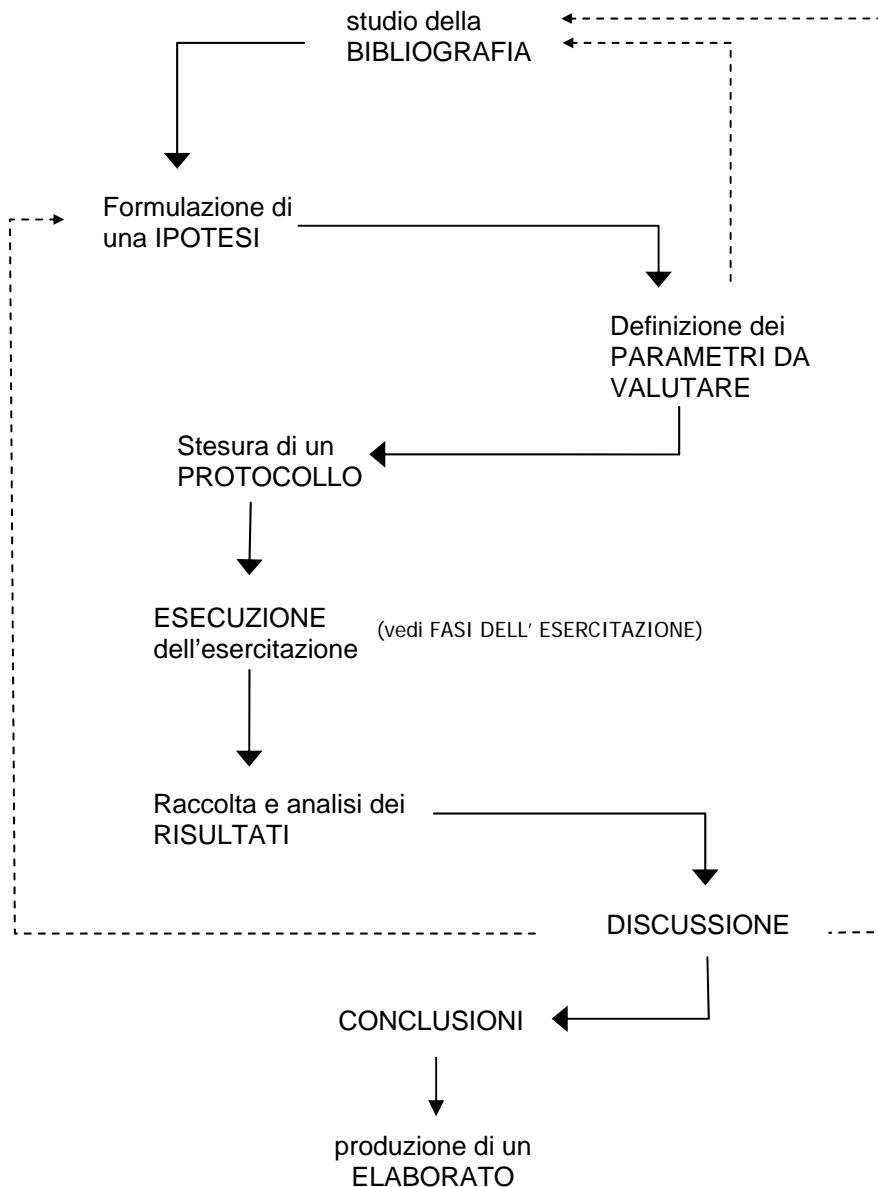 studio della
BIBLIOGRAFIA
Formulazione di
una IPOTESI
Definizione dei
PARAMETRI DA
VALUTARE
Stesura di un
PROTOCOLLO
ESECUZIONE
dell'esercitazione
(vedi FASI DELL' ESERCITAZIONE)
Raccolta e analisi dei
RISULTATI
DISCUSSIONE
CONCLUSIONI
produzione di un
ELABORATO